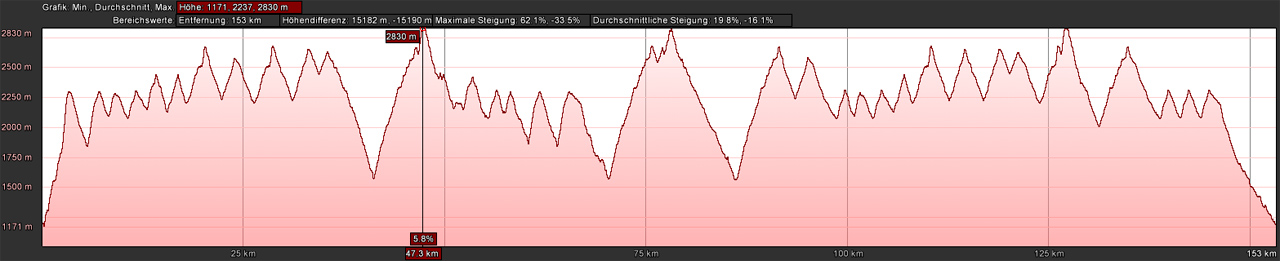 Grafik: Min., Durchschnitt, Max. Höhe: 1171, 2237, 2830 m
Bereichswerte: Entfernung: 153 km Höhendifferenz: 15182 m, -15190 m Maximale Steigung: 62.1%, -33.5% Durchschnittliche Steigung: 19.8%, -16.1%
2830 m
2830 m
2500 m
2250 m
2000 m
1750 m
1500 m
1171 m
5.8%
25 km 47.3 km 75 km 100 km 125 km 153 km